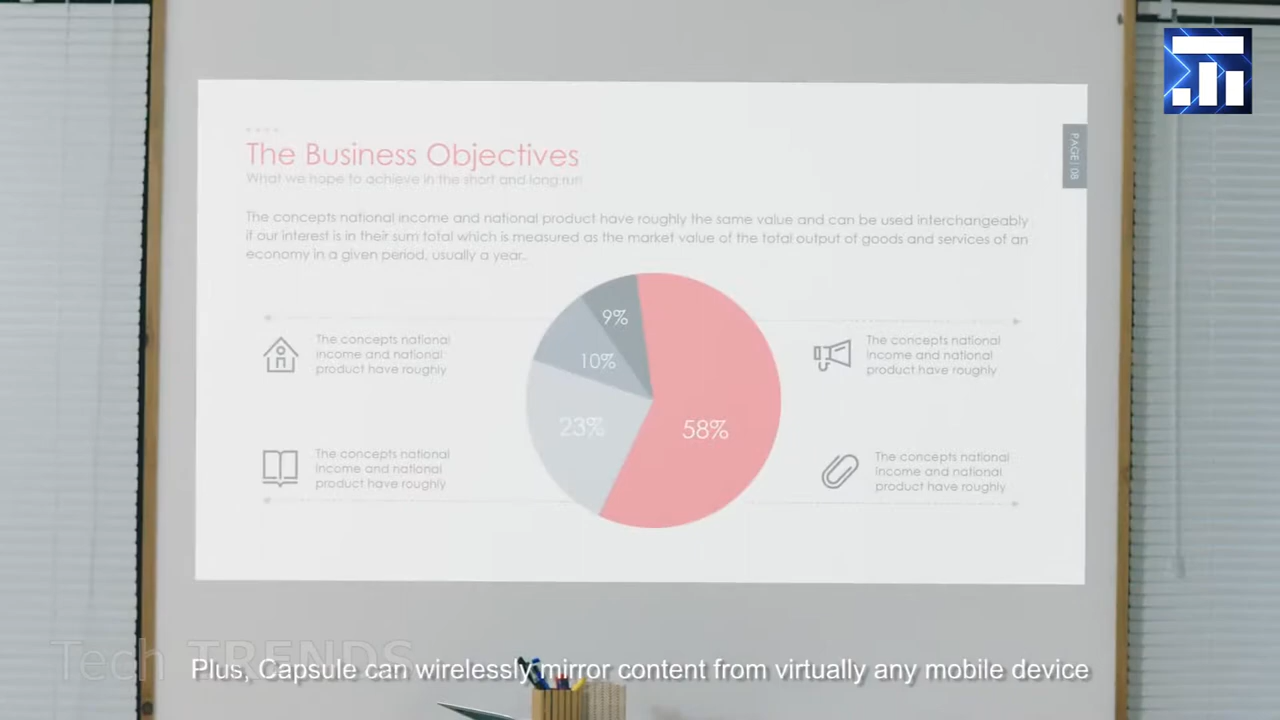 The Business Objectives
What we hope to achieve in the short and long run
PAGE | 08
The concepts national income and national product have roughly the same value and can be used interchangeably
if our interest is in their sum total which is measured as the market value of the total output of goods and services of an
economy in a given period, usually a year.
9%
10%
23%
58%
The concepts national
income and national
product have roughly
The concepts national
income and national
product have roughly
The concepts national
income and national
product have roughly
The concepts national
income and national
product have roughly
Tech TRENDS
Plus, Capsule can wirelessly mirror content from virtually any mobile device